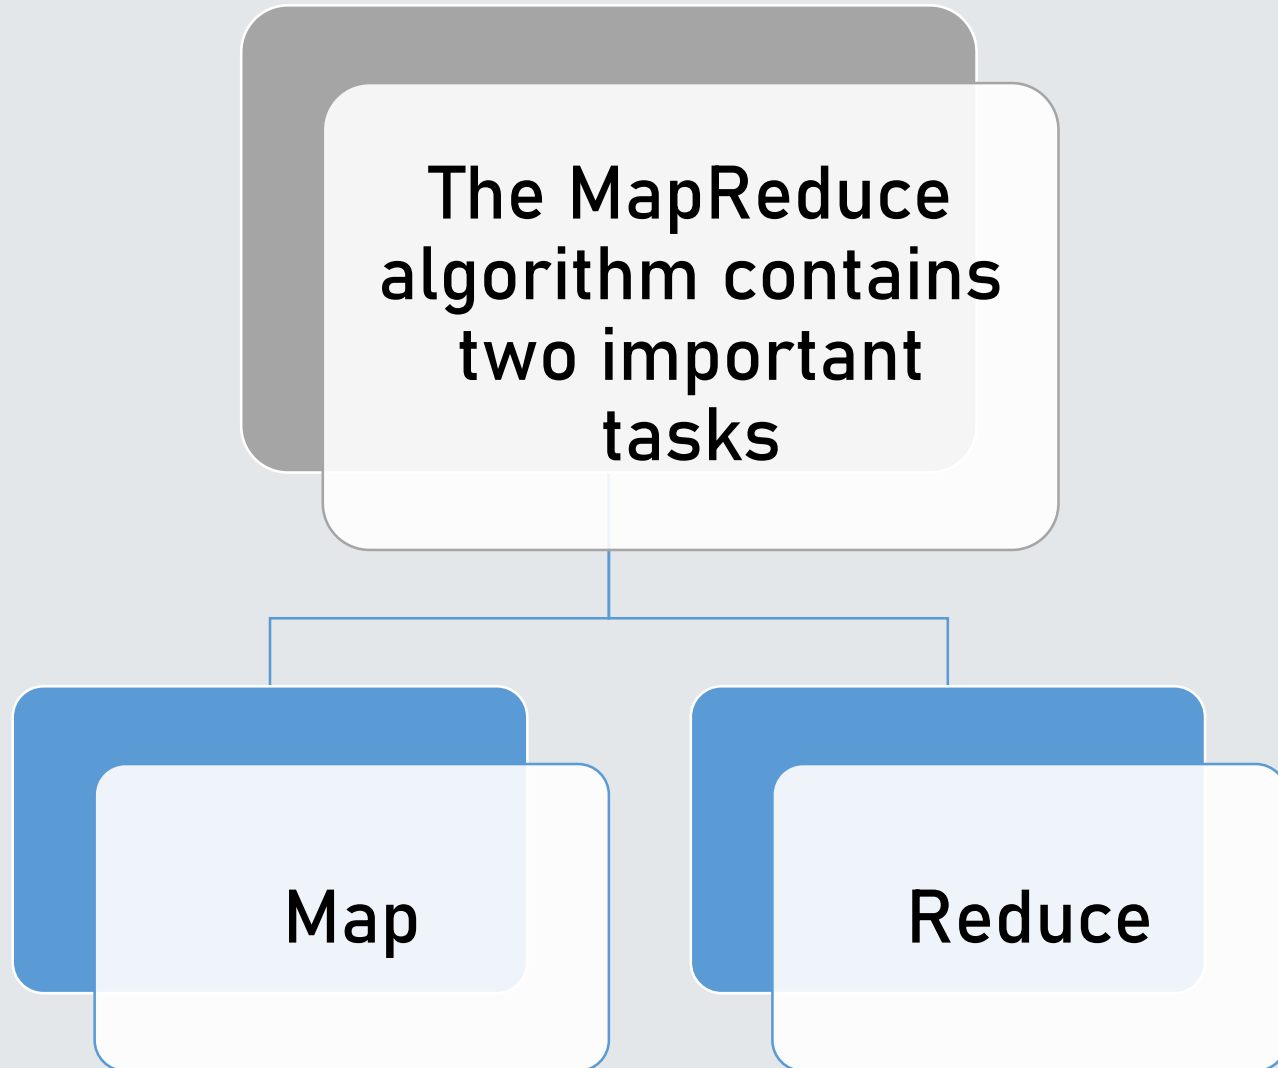 The MapReduce
algorithm contains
two important
tasks
Map
Reduce